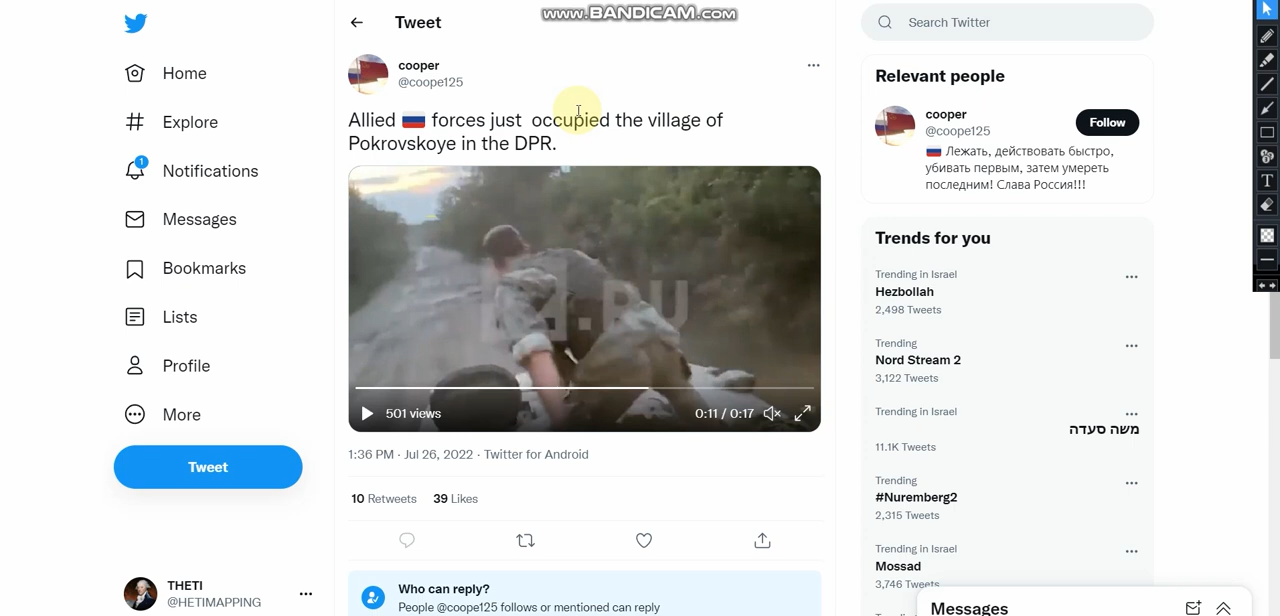 www.BANDICAM.com
Tweet
Search Twitter
Home
Explore
1
Notifications
Messages
Bookmarks
Lists
Profile
More
Tweet
THETI
@HETIMAPPING
cooper
@coope125
Allied 🇷🇺 forces just occupied the village of
Pokrovskoye in the DPR.
.RU
501 views
0:11 / 0:17
1:36 PM · Jul 26, 2022 · Twitter for Android
10 Retweets 39 Likes
Who can reply?
People @coope125 follows or mentioned can reply
Relevant people
cooper
@coope125
Follow
🇷🇺 Лежать, действовать быстро,
убивать первым, затем умереть
последним! Слава Россия!!!
Trends for you
Trending in Israel
Hezbollah
2,498 Tweets
Trending
Nord Stream 2
3,122 Tweets
Trending in Israel
משה סעדה
11.1K Tweets
Trending
#Nuremberg2
2,315 Tweets
Trending in Israel
Mossad
3,746 Tweets
Messages
T